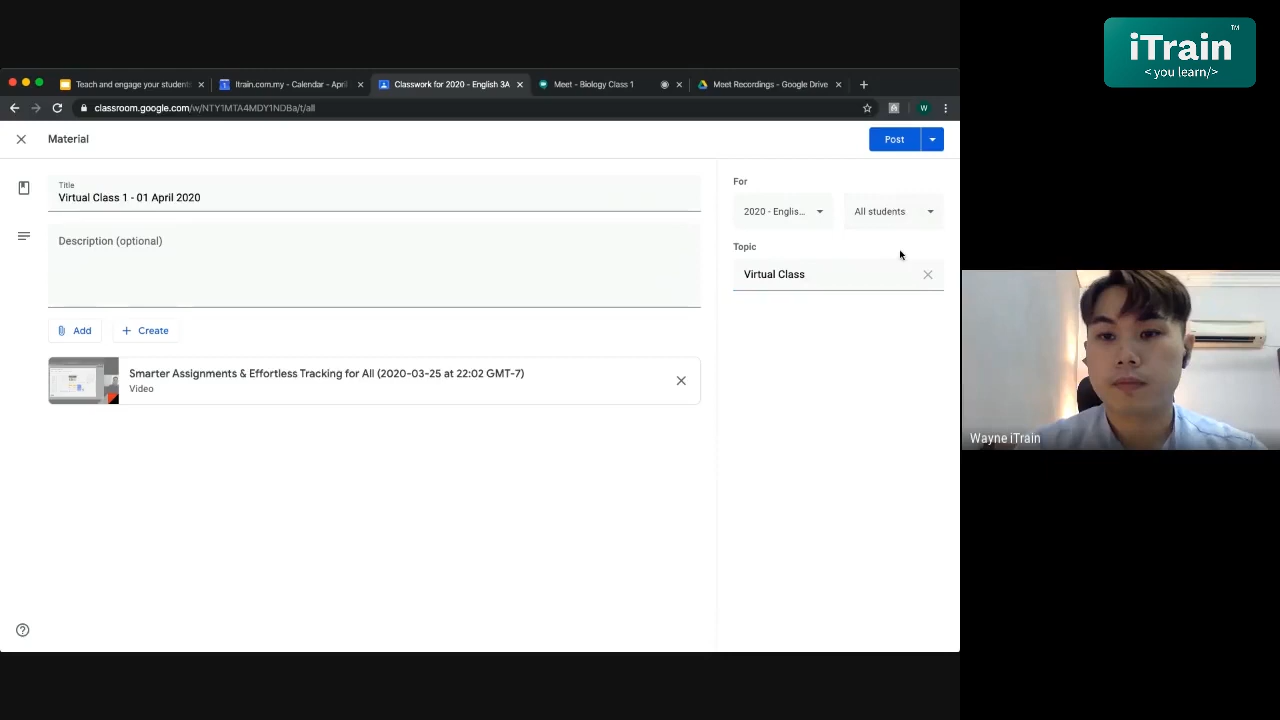 iTrain™
< you learn/>
Teach and engage your students
Itrain.com.my - Calendar - April
Classwork for 2020 - English 3A
Meet - Biology Class 1
Meet Recordings - Google Drive
classroom.google.com/w/NTY1MTA4MDY1NDBa/t/all
W
Material
Post
Title
Virtual Class 1 - 01 April 2020
Description (optional)
Add
Create
Smarter Assignments & Effortless Tracking for All (2020-03-25 at 22:02 GMT-7)
Video
For
2020 - Englis...
All students
Topic
Virtual Class
Wayne iTrain